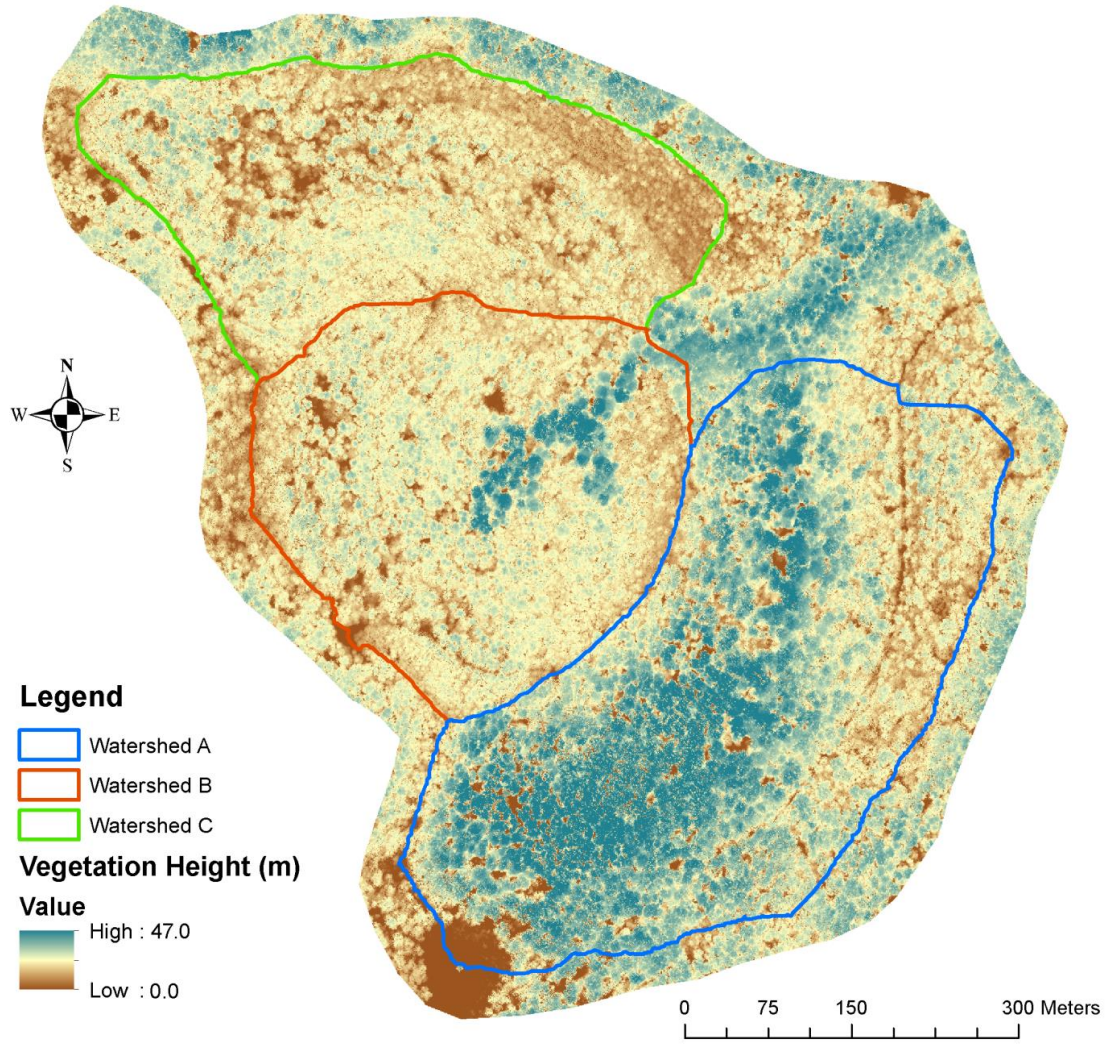 N
W E
S
Legend
Watershed A
Watershed B
Watershed C
Vegetation Height (m)
Value
High : 47.0
Low : 0.0
0 75 150 300 Meters